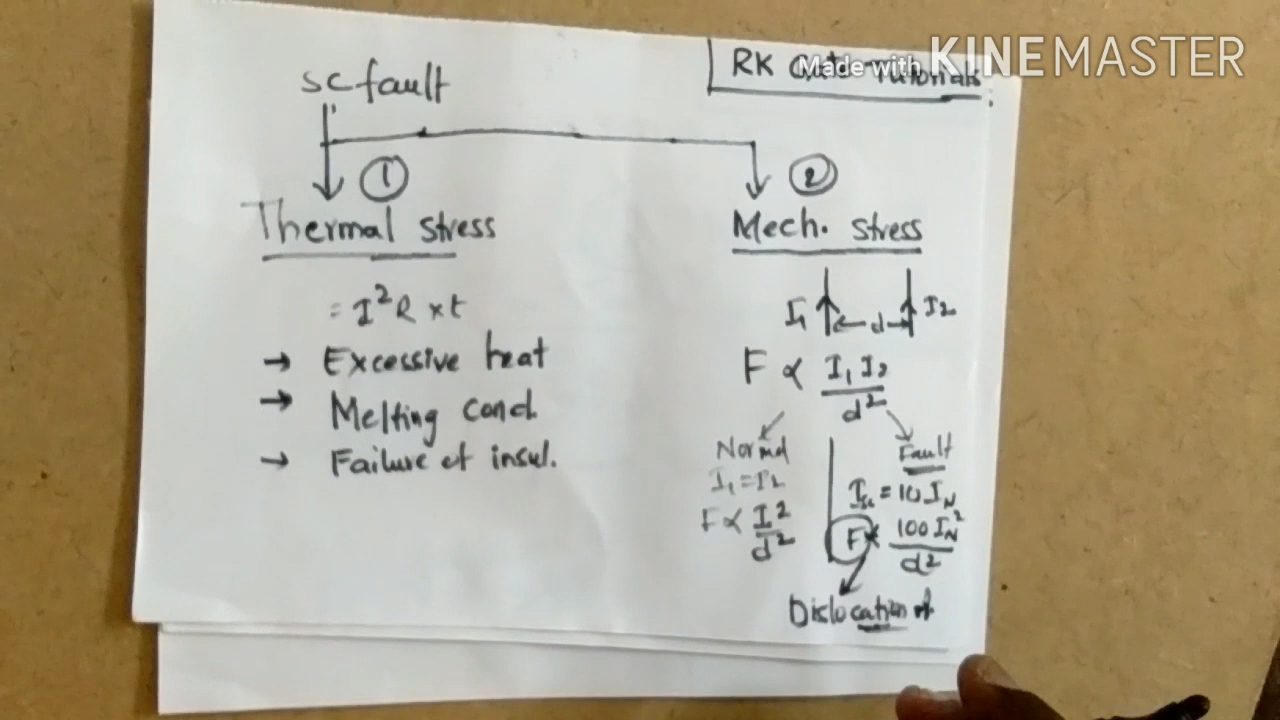 sc fault
RK Tutorials
Made with KINEMASTER
①
Thermal stress
= I²R × t
→ Excessive heat
→ Melting cond.
→ Failure of insul.
②
Mech. stress
I₁ d I₂
F ∝ I₁ I₂ / d²
Normal
I₁ = I₂
F ∝ I² / d²
Fault
Isc = 10 IN
F ∝ 100 IN² / d²
Dislocation of